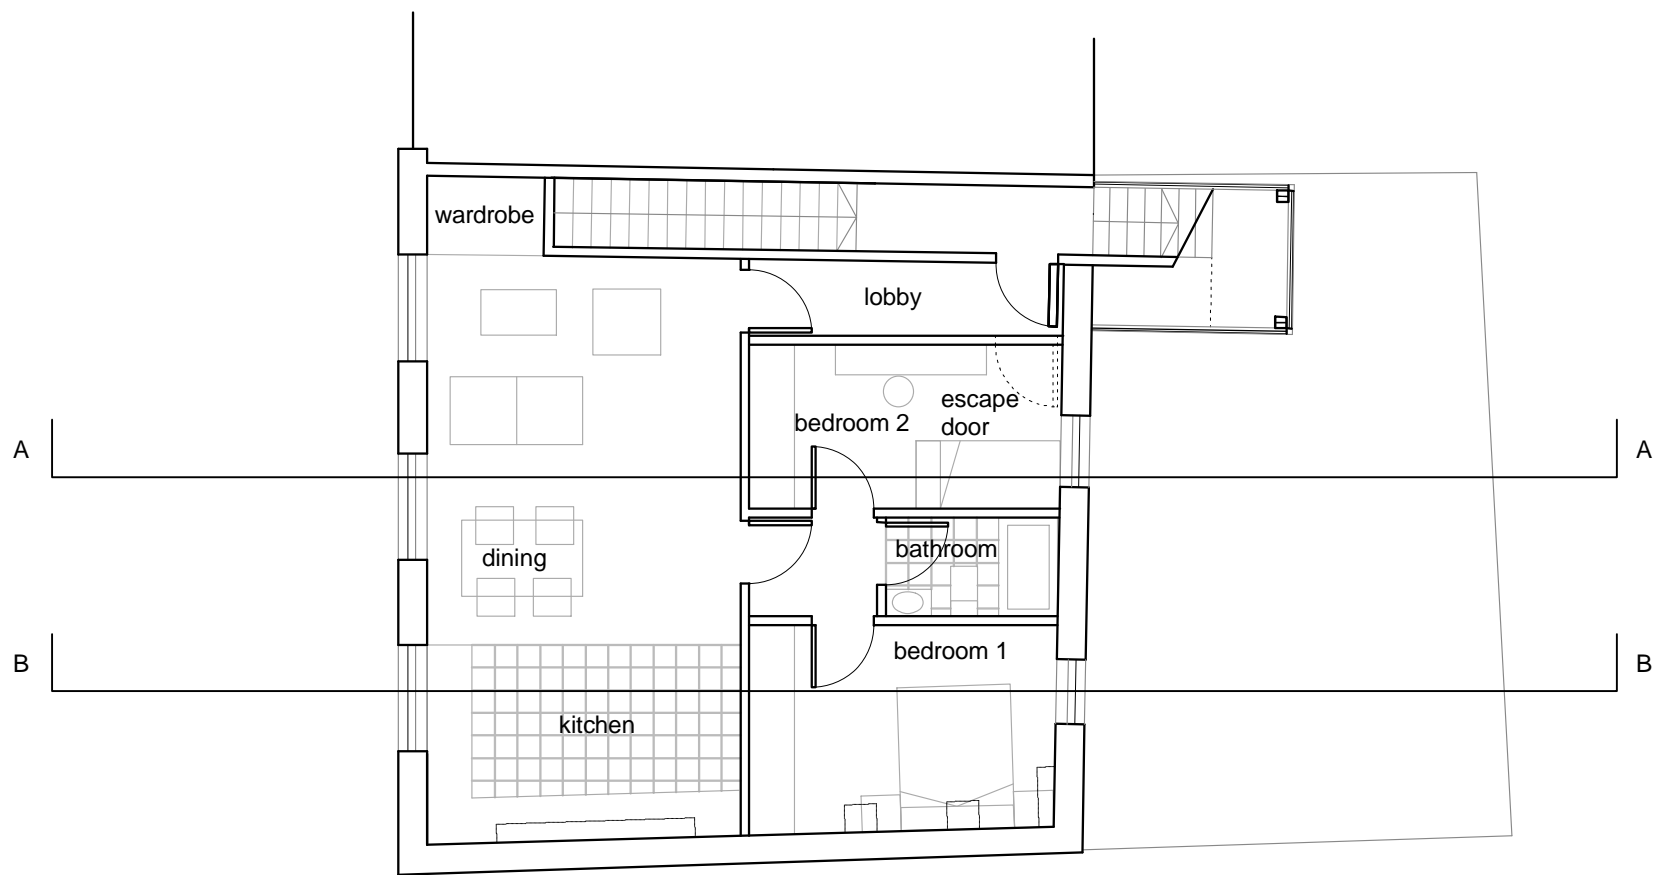 wardrobe
lobby
escape
door
bedroom 2
A
A
bathroom
dining
bedroom 1
B
B
kitchen